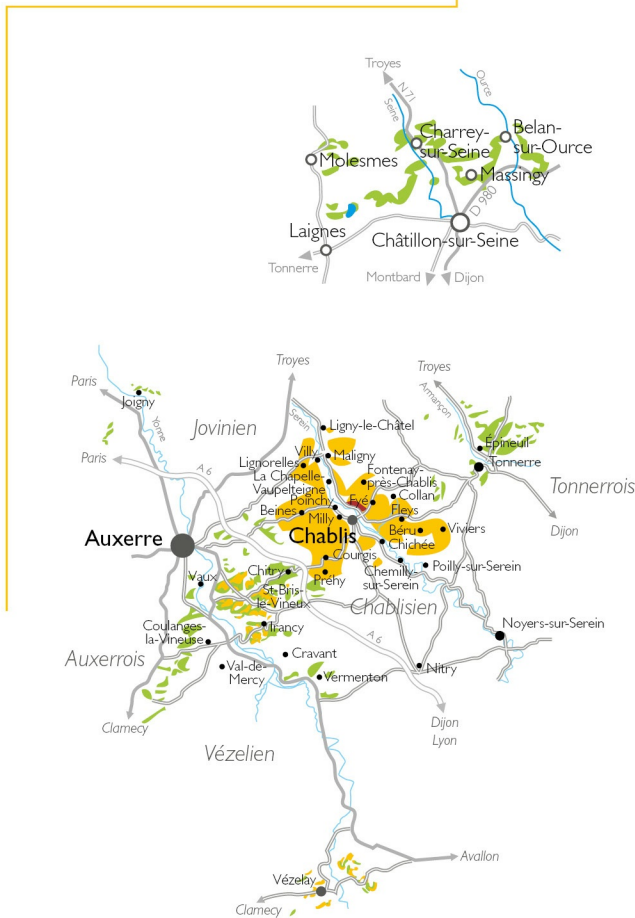 Troyes
N 71
Seine
Ource
Charrey-
sur-Seine
Belan-
sur-Ource
Molesmes
Massingy
D 980
Laignes
Châtillon-sur-Seine
Tonnerre
Montbard
Dijon
Troyes
Troyes
Paris
Joigny
Yonne
Jovinien
Serein
Armançon
Ligny-le-Châtel
Épineuil
Paris
A 6
Villy
Maligny
Lignorelles
Fontenay-
près-Chablis
Tonnerre
La Chapelle-
Vaupelteigne
Collan
Tonnerrois
Poinchy
Fyé
Beines
Fleys
Milly
Béru
Viviers
Dijon
Auxerre
Chablis
Chichée
Courgis
Chitry
Préhy
Chemilly-
sur-Serein
Poilly-sur-Serein
Vaux
St-Bris-
le-Vineux
Chablisien
Coulanges-
la-Vineuse
Irancy
Noyers-sur-Serein
A 6
Auxerrois
Cravant
Val-de-
Mercy
Nitry
Vermenton
Clamecy
Dijon
Lyon
Vézelien
Avallon
Vézelay
Clamecy